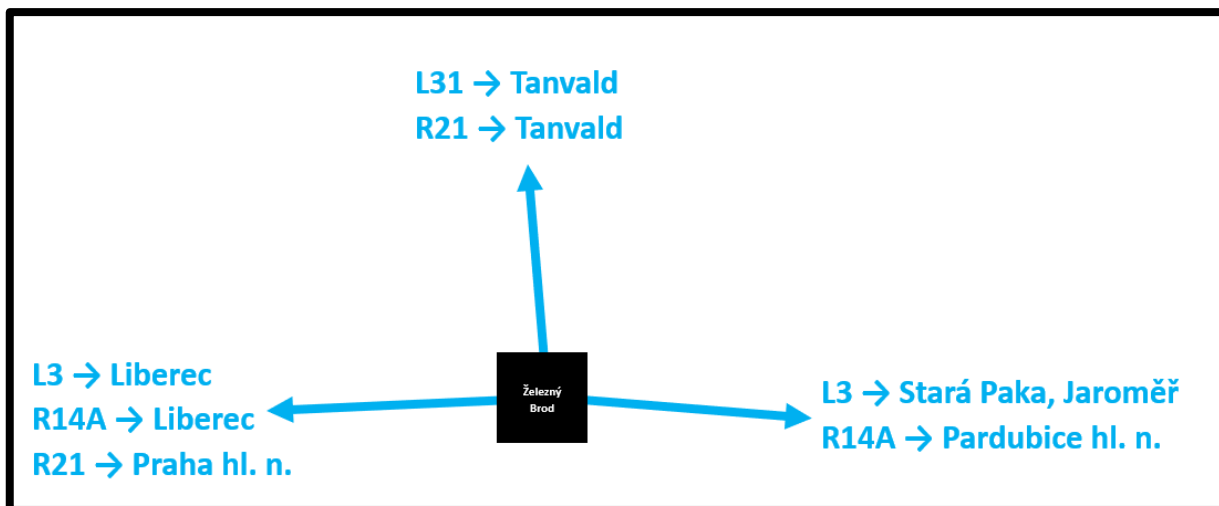 L31 → Tanvald
R21 → Tanvald
L3 → Liberec
R14A → Liberec
R21 → Praha hl. n.
Železný
Brod
L3 → Stará Paka, Jaroměř
R14A → Pardubice hl. n.